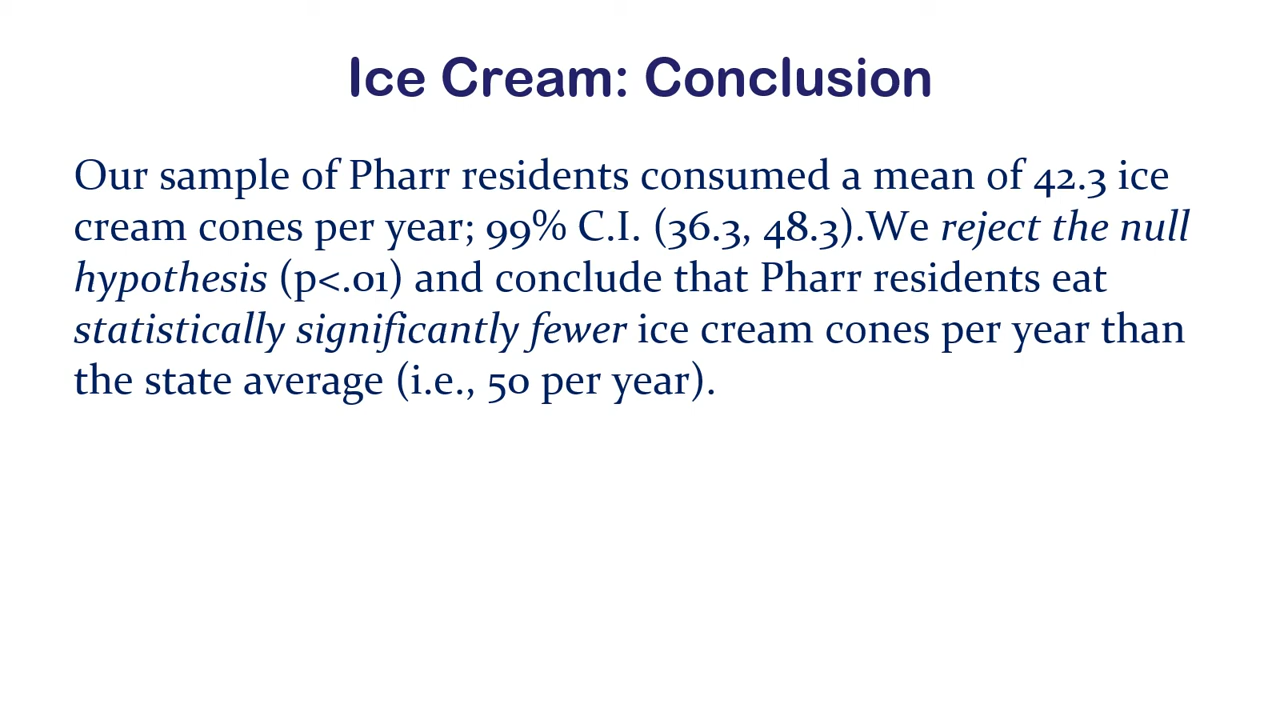 Ice Cream: Conclusion
Our sample of Pharr residents consumed a mean of 42.3 ice
cream cones per year; 99% C.I. (36.3, 48.3).We reject the null
hypothesis (p<.01) and conclude that Pharr residents eat
statistically significantly fewer ice cream cones per year than
the state average (i.e., 50 per year).